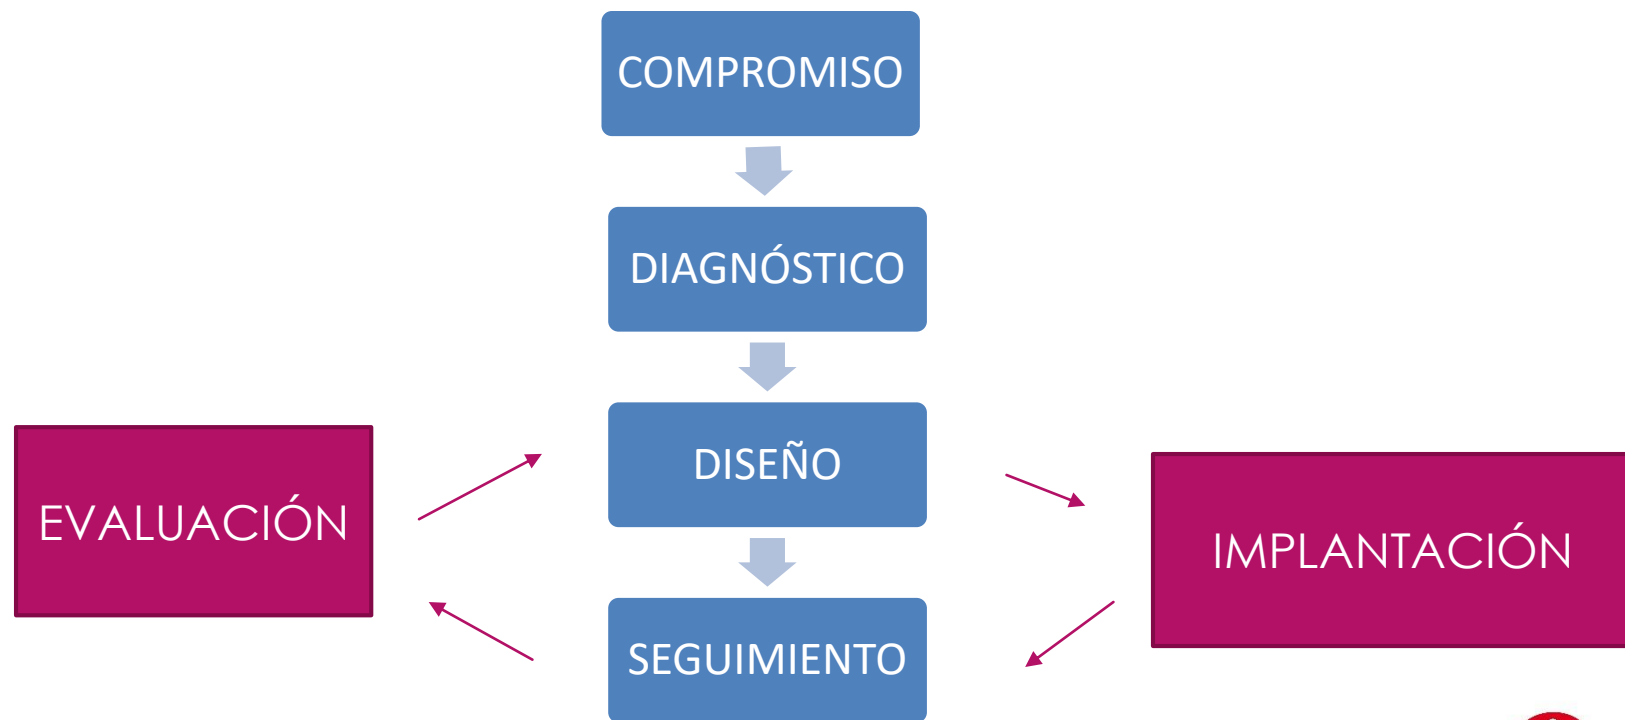 COMPROMISO
DIAGNÓSTICO
DISEÑO
EVALUACIÓN
IMPLANTACIÓN
SEGUIMIENTO